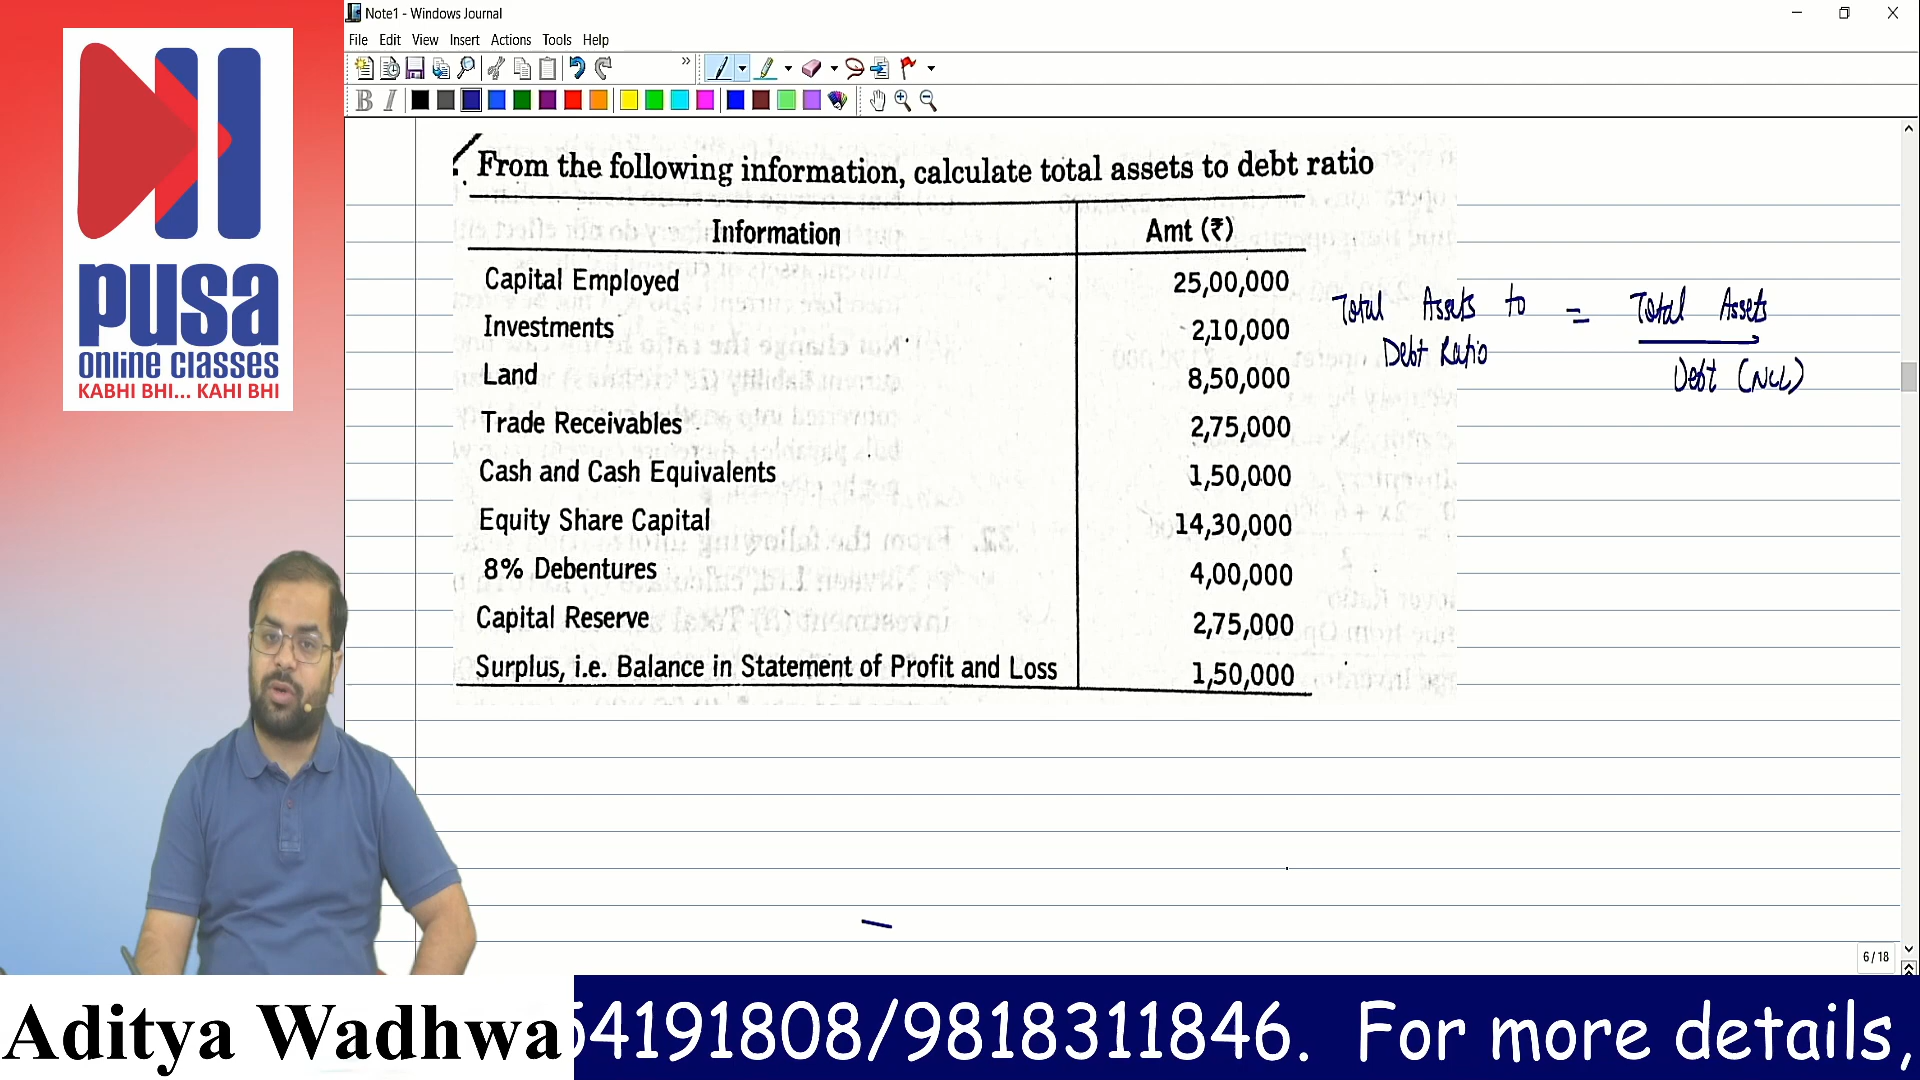 Note1 - Windows Journal
File Edit View Insert Actions Tools Help
PUSA
online classes
KABHI BHI... KAHI BHI
From the following information, calculate total assets to debt ratio
Information Amt (₹)
Capital Employed 25,00,000
Investments 2,10,000
Land 8,50,000
Trade Receivables 2,75,000
Cash and Cash Equivalents 1,50,000
Equity Share Capital 14,30,000
8% Debentures 4,00,000
Capital Reserve 2,75,000
Surplus, i.e. Balance in Statement of Profit and Loss 1,50,000
Total Assets to = Total Assets
Debt Ratio Debt (NCL)
6 / 18
Aditya Wadhwa
54191808/9818311846. For more details,